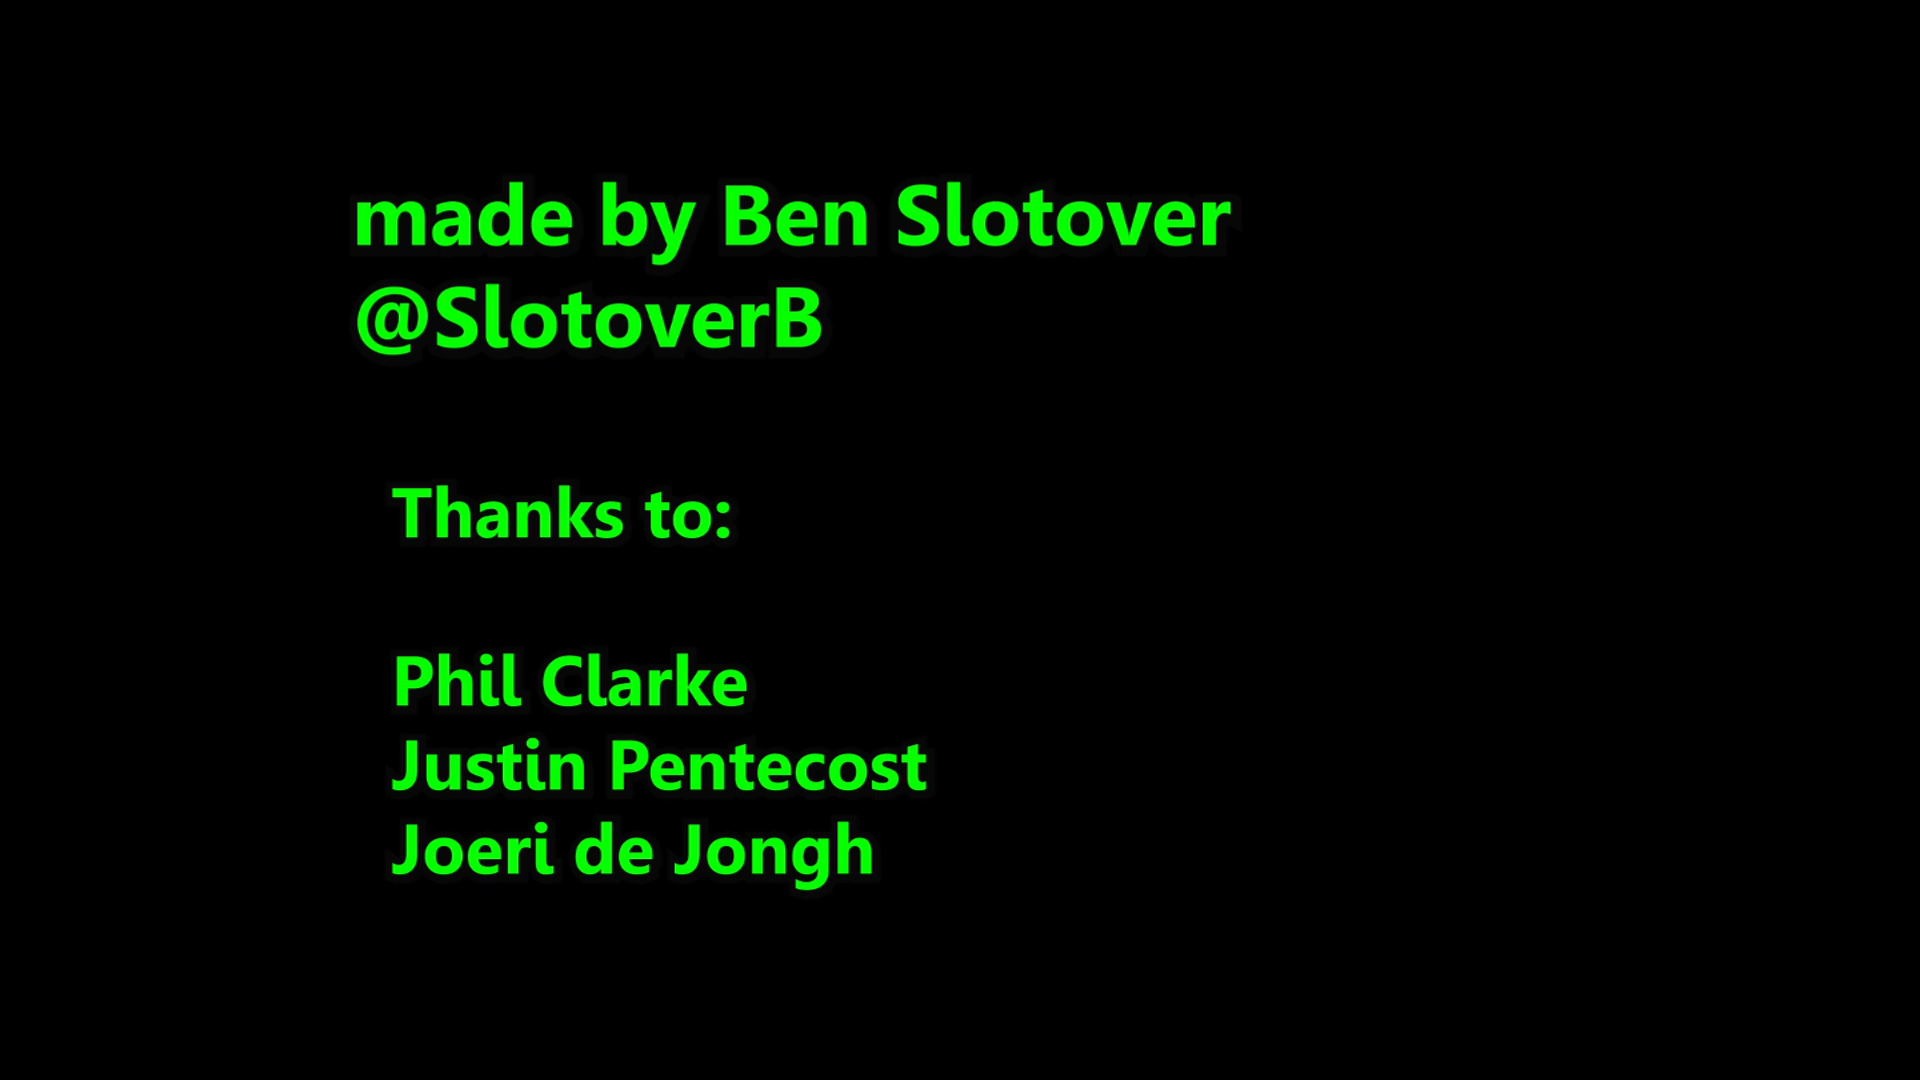 made by Ben Slotover
@SlotoverB
Thanks to:
Phil Clarke
Justin Pentecost
Joeri de Jongh